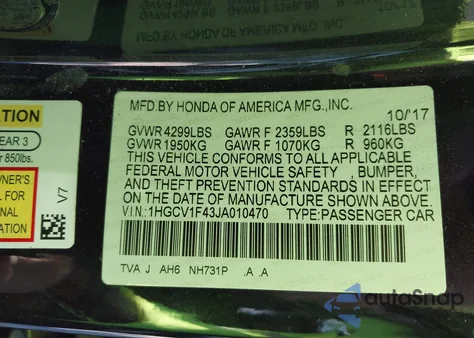 MFD.BY HONDA OF AMERICA MFG.,INC.
10/'17
GVWR 4299LBS GAWR F 2359LBS R 2116LBS
GVWR 1950KG GAWR F 1070KG R 960KG
THIS VEHICLE CONFORMS TO ALL APPLICABLE
FEDERAL MOTOR VEHICLE SAFETY , BUMPER,
AND THEFT PREVENTION STANDARDS IN EFFECT
ON THE DATE OF MANUFACTURE SHOWN ABOVE.
VIN:1HGCV1F43JA010470 TYPE:PASSENGER CAR
TVA J AH6 NH731P .A .A
ATION
EAR 3
850lbs.
NER'S
FOR
NAL
ATION
V7
autoSnap